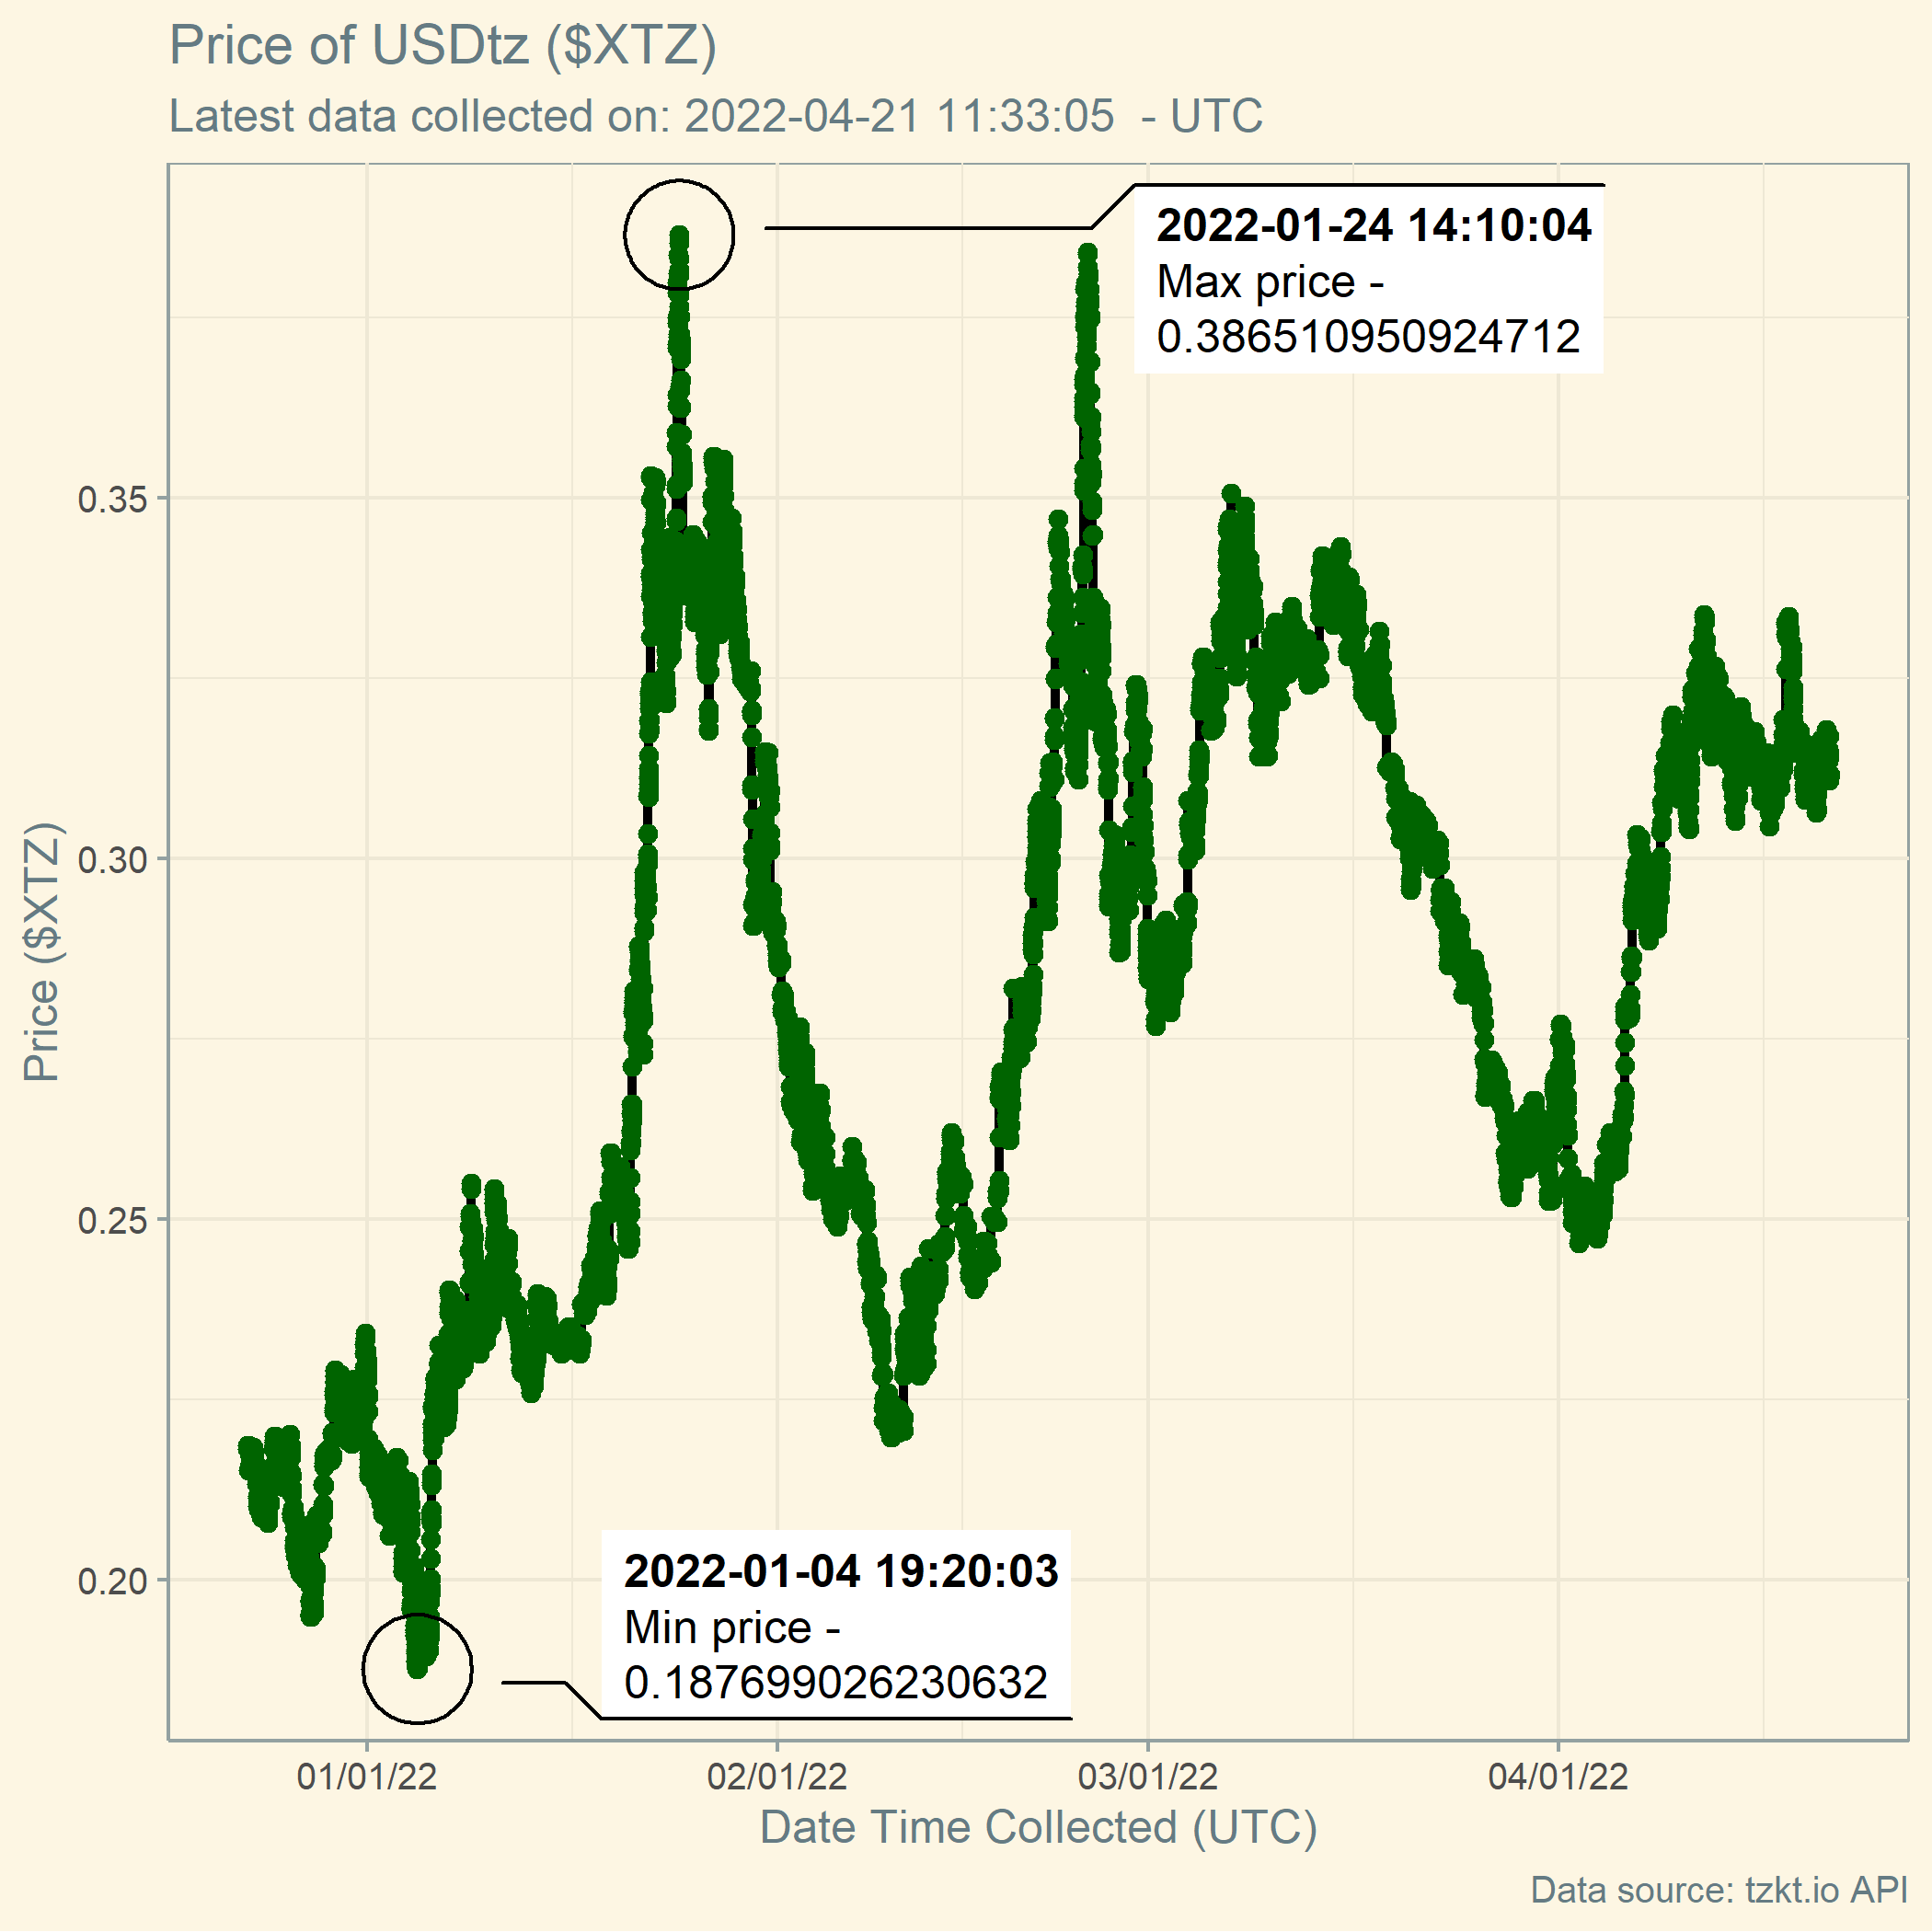 Price of USDtz ($XTZ)
Latest data collected on: 2022-04-21 11:33:05  - UTC
2022-01-24 14:10:04
Max price -
0.386510950924712
0.35
0.30
0.25
0.20
Price ($XTZ)
2022-01-04 19:20:03
Min price -
0.187699026230632
01/01/22
02/01/22
03/01/22
04/01/22
Date Time Collected (UTC)
Data source: tzkt.io API